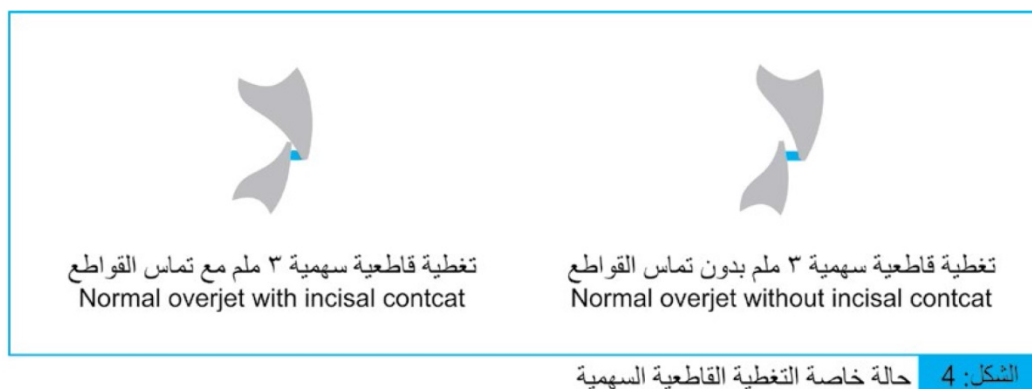 تغطية قاطعية سهمية ٣ ملم بدون تماس القواطع
Normal overjet without incisal contcat
تغطية قاطعية سهمية ٣ ملم مع تماس القواطع
Normal overjet with incisal contcat
الشكل: 4 حالة خاصة التغطية القاطعية السهمية